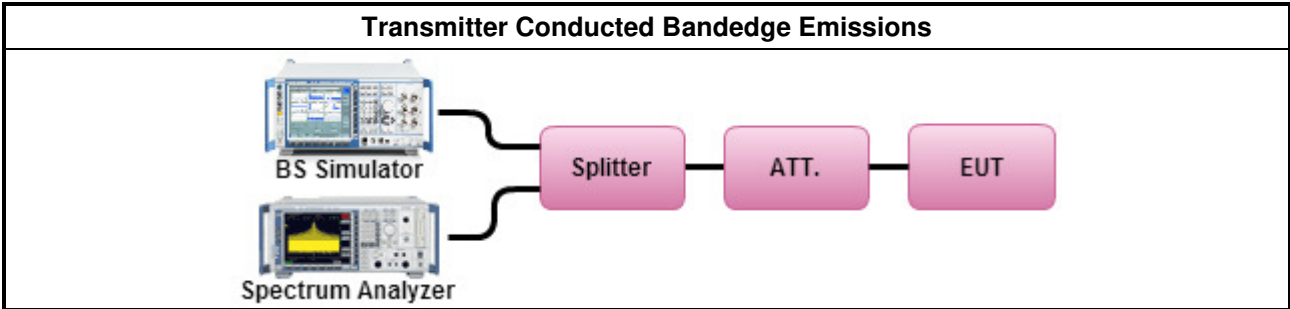 Transmitter Conducted Bandedge Emissions
BS Simulator
Splitter
ATT.
EUT
Spectrum Analyzer